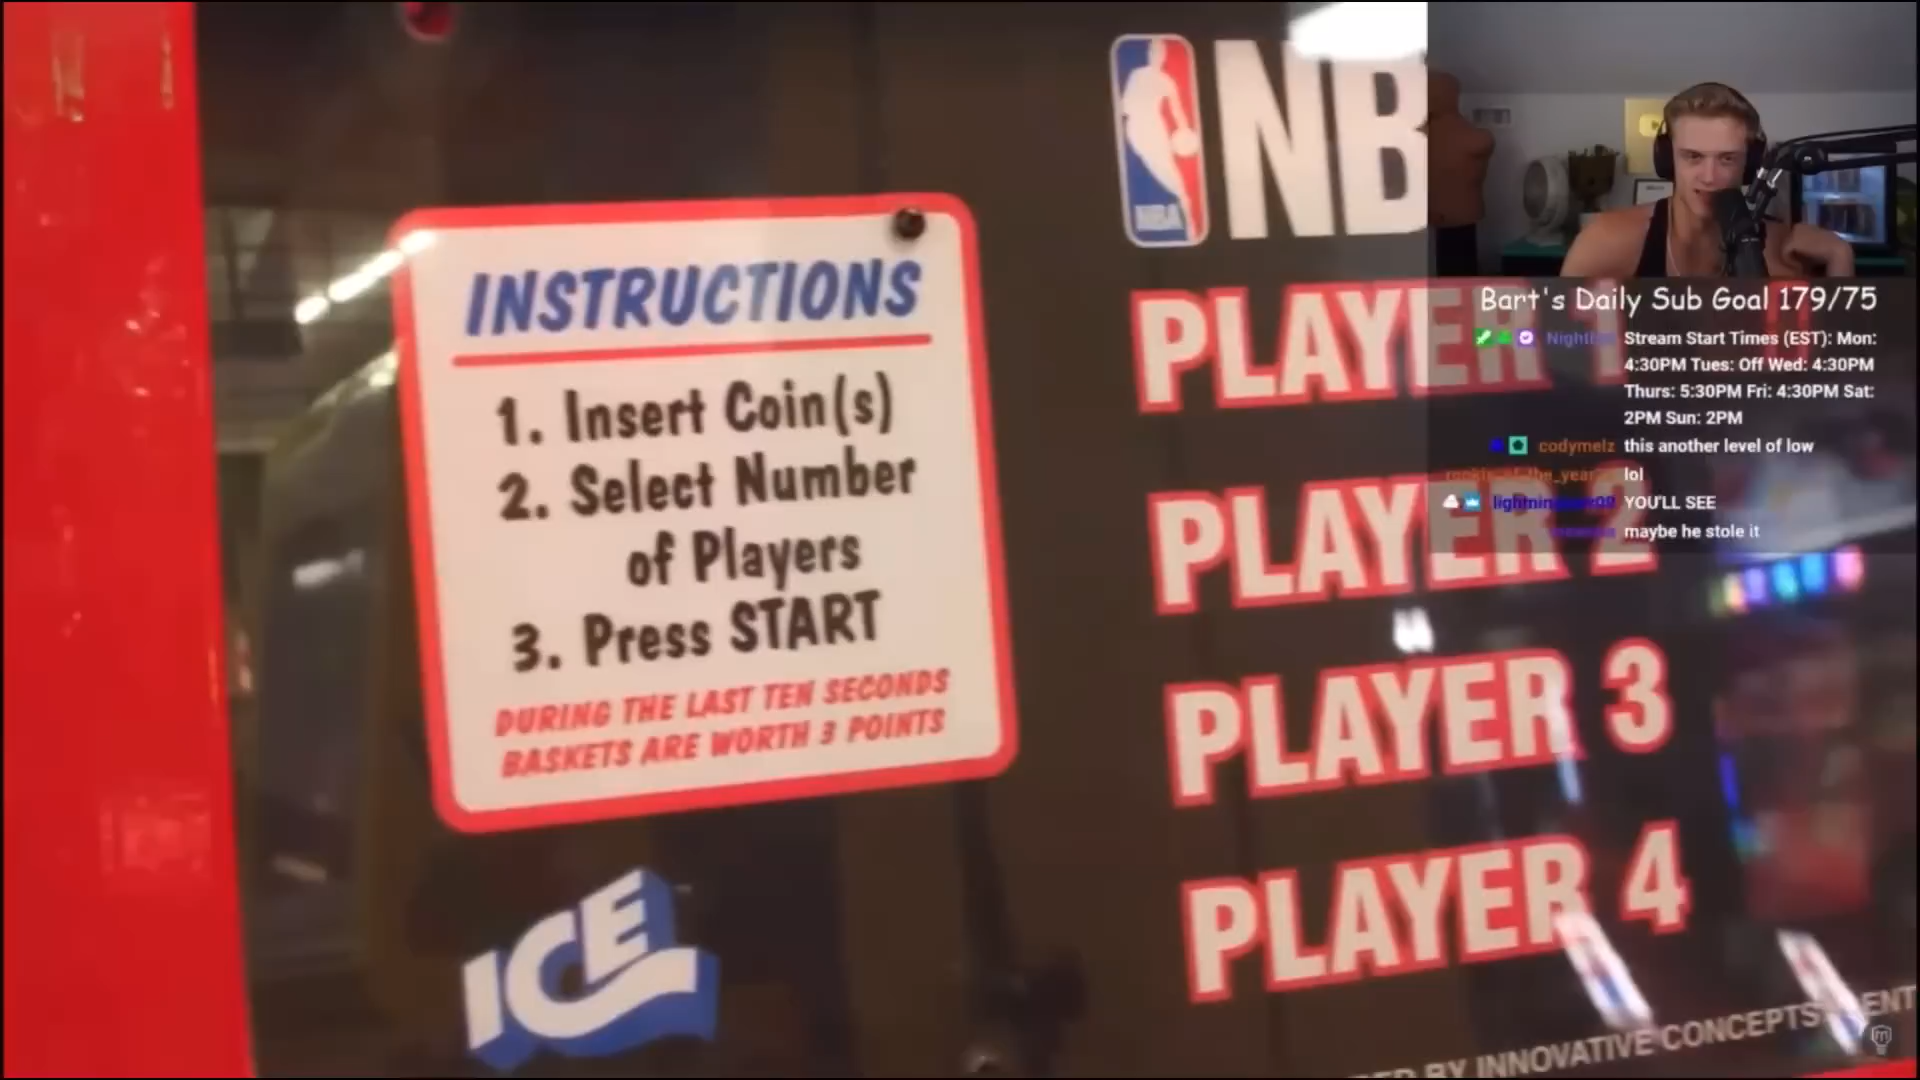 INSTRUCTIONS
1. Insert Coin(s)
2. Select Number
of Players
3. Press START
DURING THE LAST TEN SECONDS
BASKETS ARE WORTH 3 POINTS
ICE
NBA
NB
PLAYER 1
PLAYER 2
PLAYER 3
PLAYER 4
BY INNOVATIVE CONCEPTS
Bart's Daily Sub Goal 179/75
Stream Start Times (EST): Mon:
4:30PM Tues: Off Wed: 4:30PM
Thurs: 5:30PM Fri: 4:30PM Sat:
2PM Sun: 2PM
codymelz this another level of low
lol
YOU'LL SEE
maybe he stole it